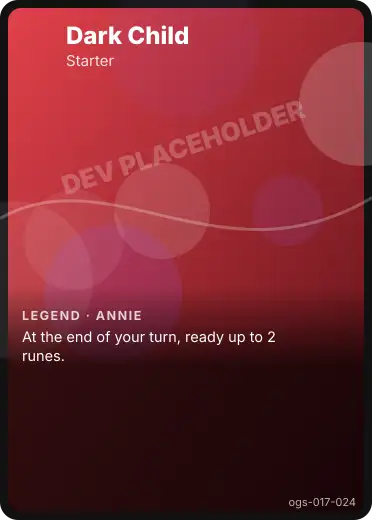 Dark Child
Starter
DEV PLACEHOLDER
LEGEND · ANNIE
At the end of your turn, ready up to 2
runes.
ogs-017-024